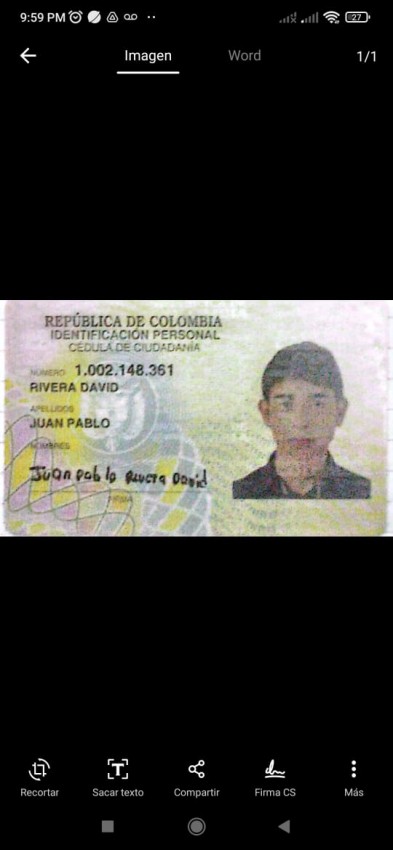 9:59 PM
27
Imagen
Word
1/1
REPÚBLICA DE COLOMBIA
IDENTIFICACIÓN PERSONAL
CÉDULA DE CIUDADANÍA
NÚMERO 1.002.148.361
RIVERA DAVID
APELLIDOS
JUAN PABLO
NOMBRES
Juan Pablo Rivera David
FIRMA
Recortar
Sacar texto
Compartir
Firma CS
Más